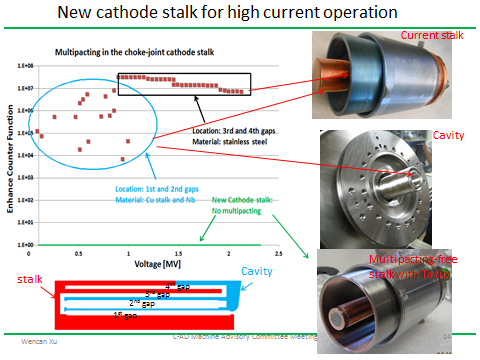 New cathode stalk for high current operation
Current stalk
Multipacting in the choke-joint cathode stalk
1.E+08
1.E+07
1.E+06
1.E+05
1.E+04
1.E+03
1.E+02
1.E+01
1.E+00
Enhance Counter Function
Location: 3rd and 4th gaps
Material: stainless steel
Cavity
Location: 1st and 2nd gaps
Material: Cu stalk and Nb
New Cathode stalk:
No multipacting
0
0.5
1
1.5
2
2.5
Voltage [MV]
Multipacting-free
stalk with
stalk
Cavity
4th gap
3rd gap
2nd gap
1st gap
Wencan Xu
C-AD Machine Advisory Committee Meeting
14